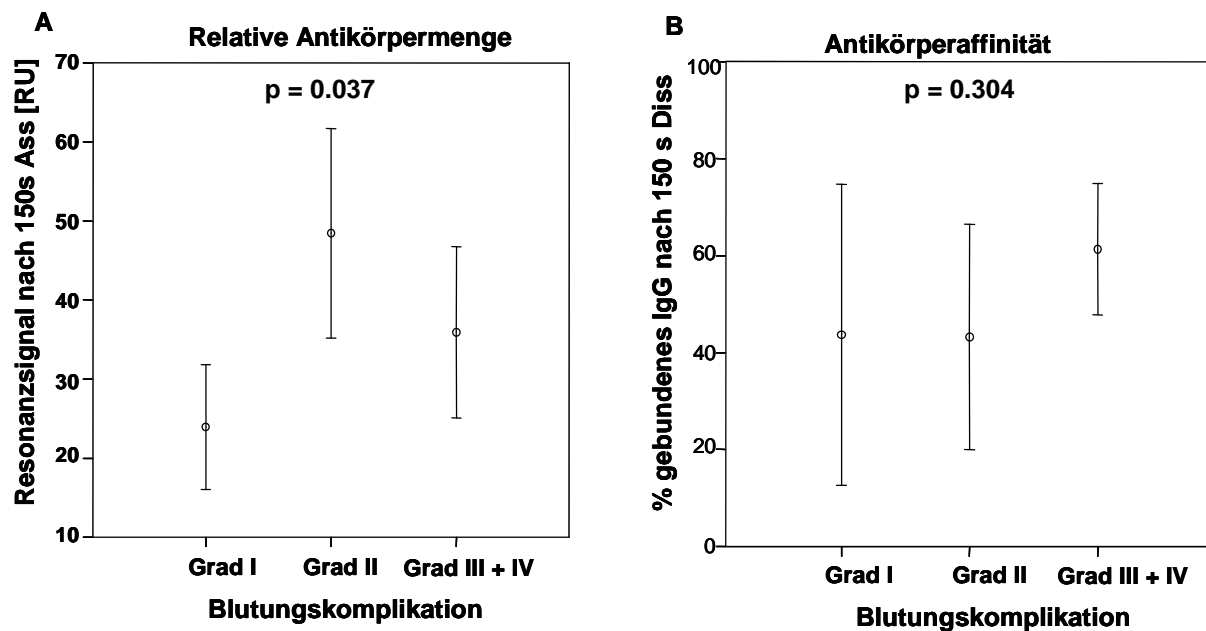 A
Relative Antikörpermenge
p = 0.037
Resonanzsignal nach 150s Ass [RU]
70
60
50
40
30
20
10
Grad I
Grad II
Grad III + IV
Blutungskomplikation
B
Antikörperaffinität
p = 0.304
% gebundenes IgG nach 150 s Diss
100
80
60
40
20
0
Grad I
Grad II
Grad III + IV
Blutungskomplikation